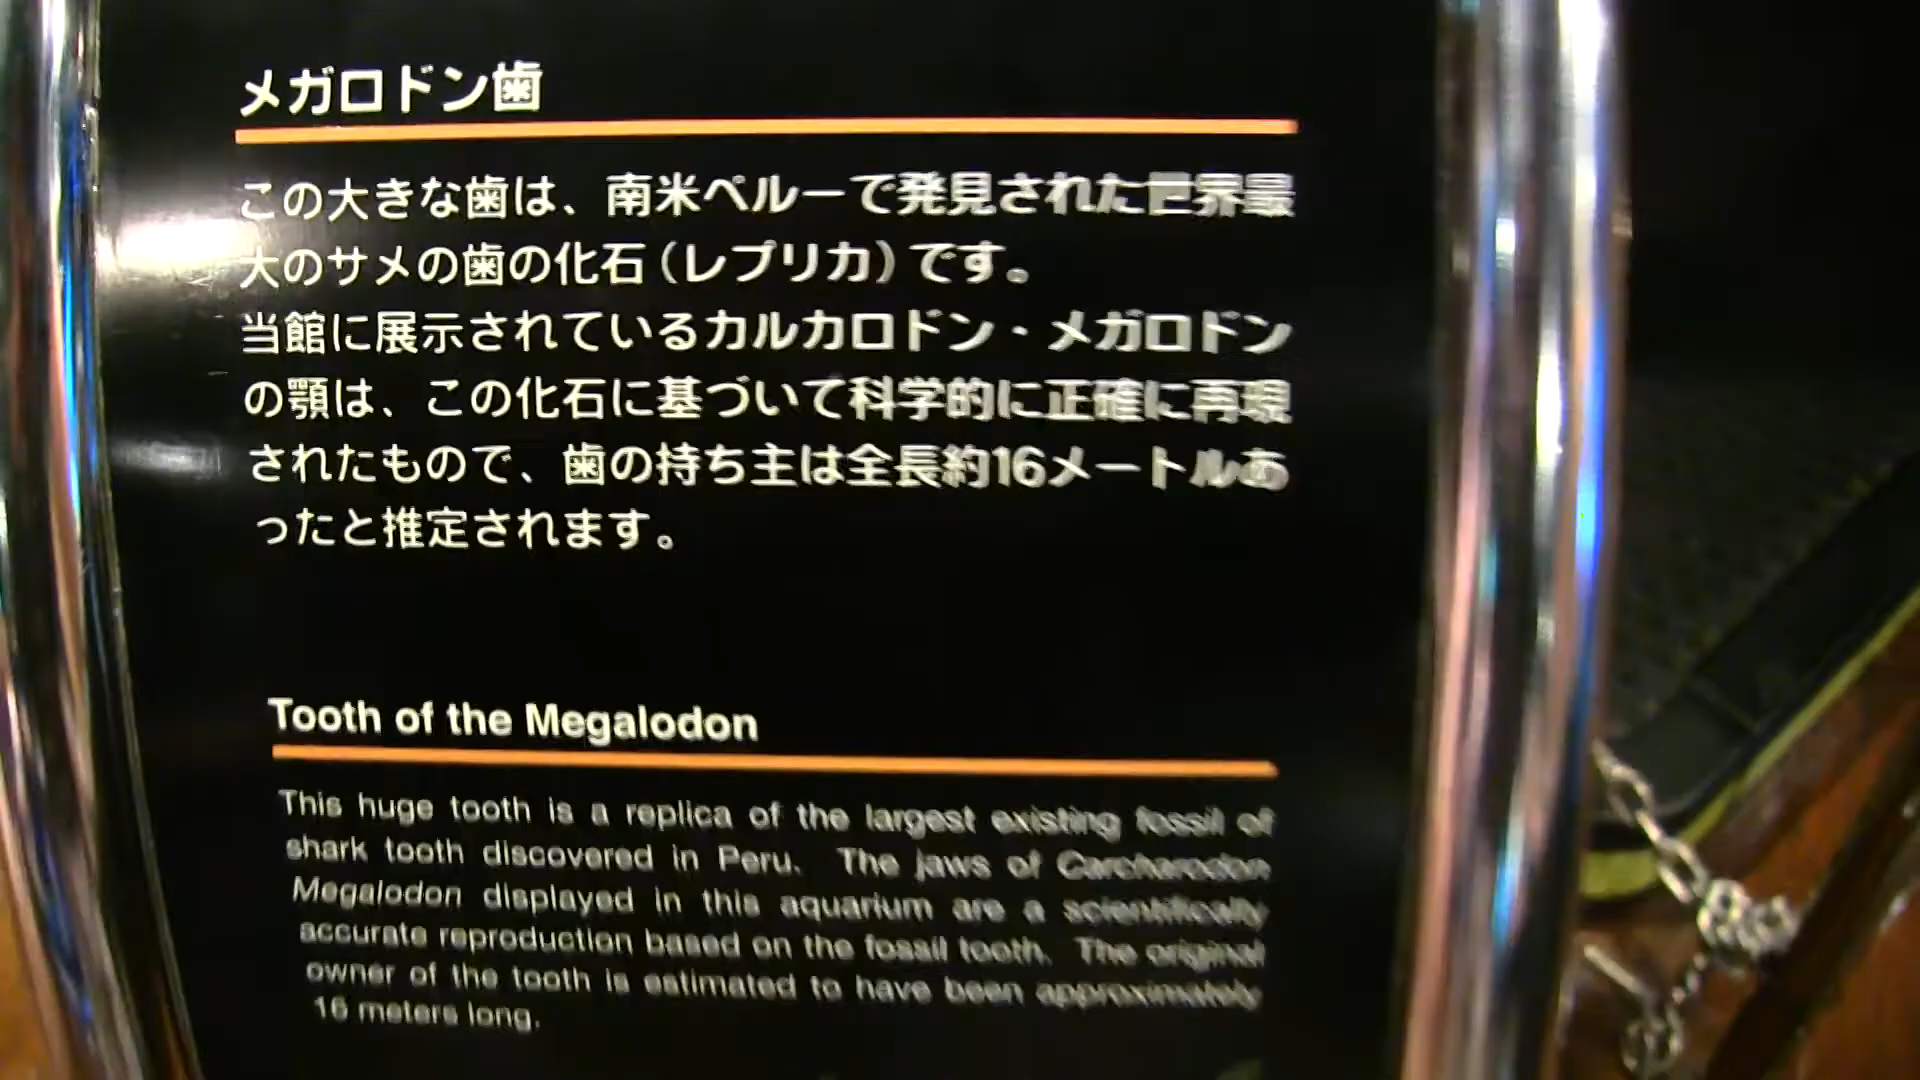 メガロドン歯
この大きな歯は、南米ペルーで発見された世界最
大のサメの歯の化石（レプリカ）です。
当館に展示されているカルカロドン・メガロドン
の顎は、この化石に基づいて科学的に正確に再現
されたもので、歯の持ち主は全長約16メートルあ
ったと推定されます。
Tooth of the Megalodon
This huge tooth is a replica of the largest existing fossil of
shark tooth discovered in Peru. The jaws of Carcharodon
Megalodon displayed in this aquarium are a scientifically
accurate reproduction based on the fossil tooth. The original
owner of the tooth is estimated to have been approximately
16 meters long.